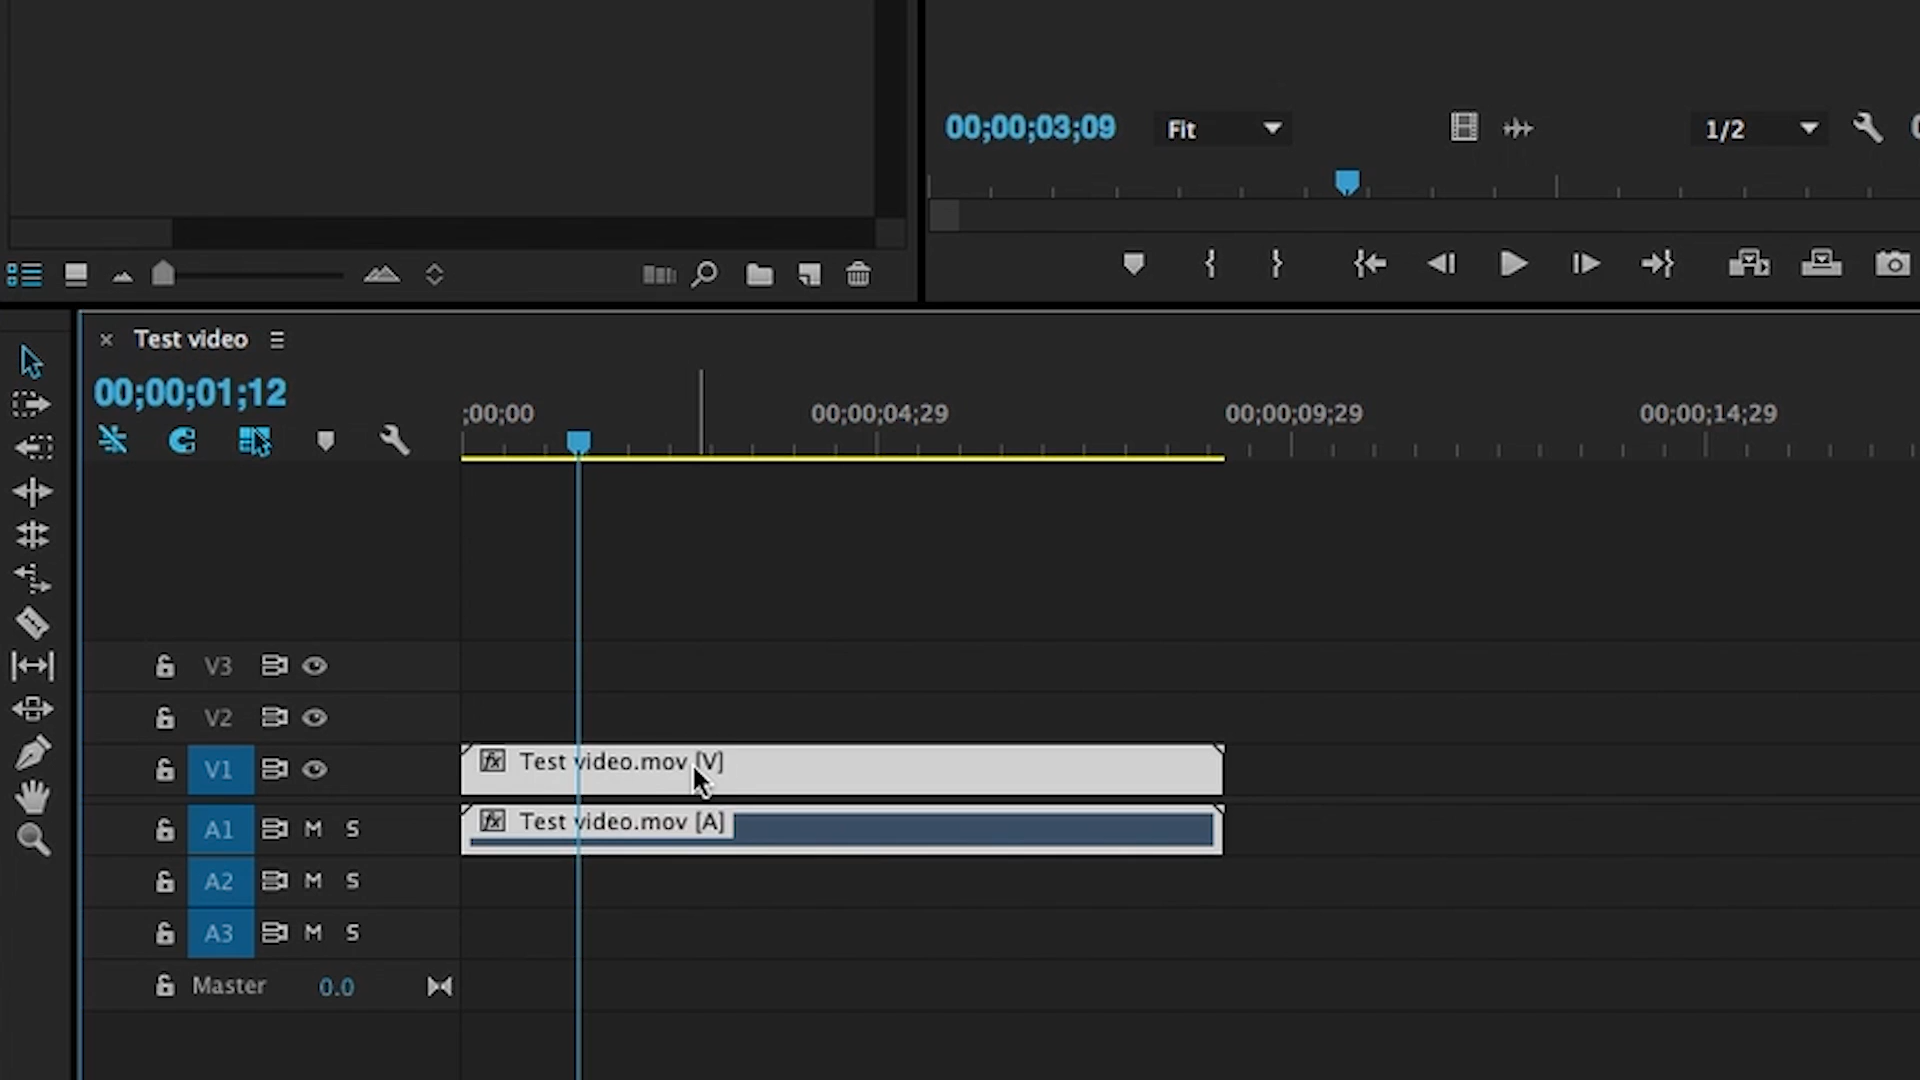 00;00;03;09 Fit 1/2
Test video
00;00;01;12
;00;00 00;00;04;29 00;00;09;29 00;00;14;29
V3
V2
V1 fx Test video.mov [V]
A1 M S fx Test video.mov [A]
A2 M S
A3 M S
Master 0.0